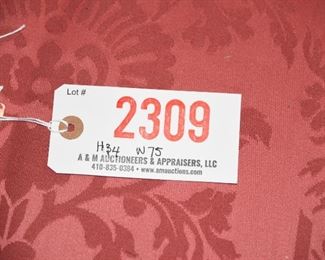 Lot #
2309
H34 W75
A & M AUCTIONEERS & APPRAISERS, LLC
410-835-0384 • www.amauctions.com